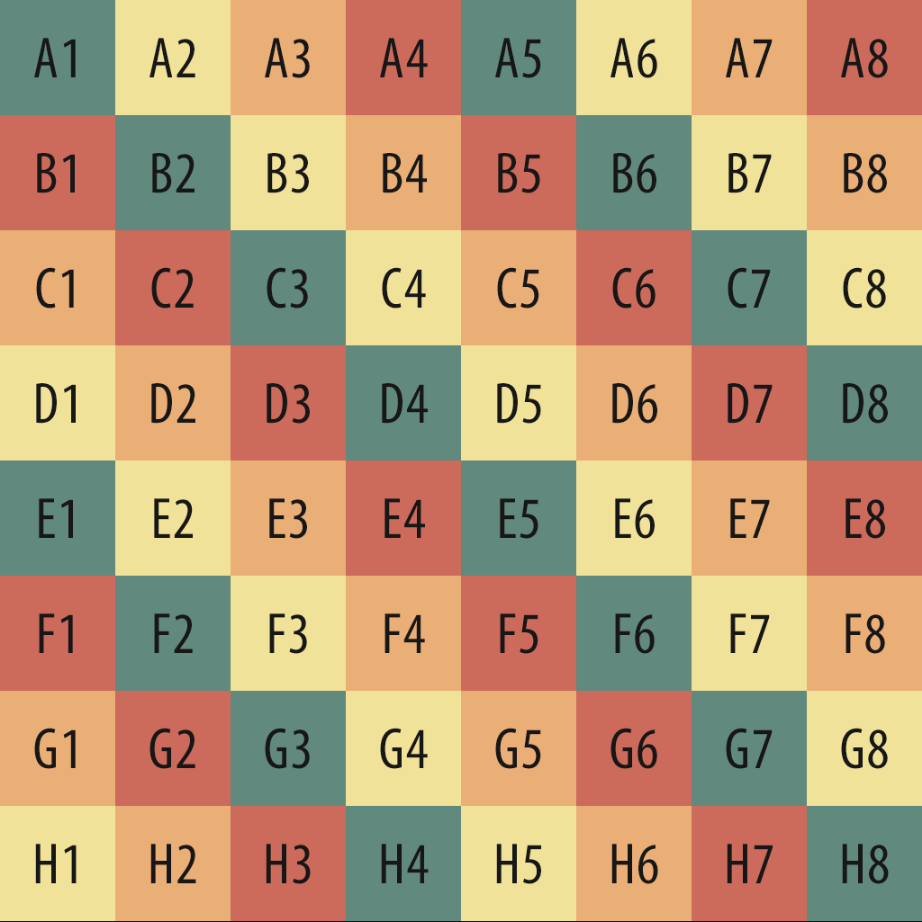 A1 A2 A3 A4 A5 A6 A7 A8
B1 B2 B3 B4 B5 B6 B7 B8
C1 C2 C3 C4 C5 C6 C7 C8
D1 D2 D3 D4 D5 D6 D7 D8
E1 E2 E3 E4 E5 E6 E7 E8
F1 F2 F3 F4 F5 F6 F7 F8
G1 G2 G3 G4 G5 G6 G7 G8
H1 H2 H3 H4 H5 H6 H7 H8